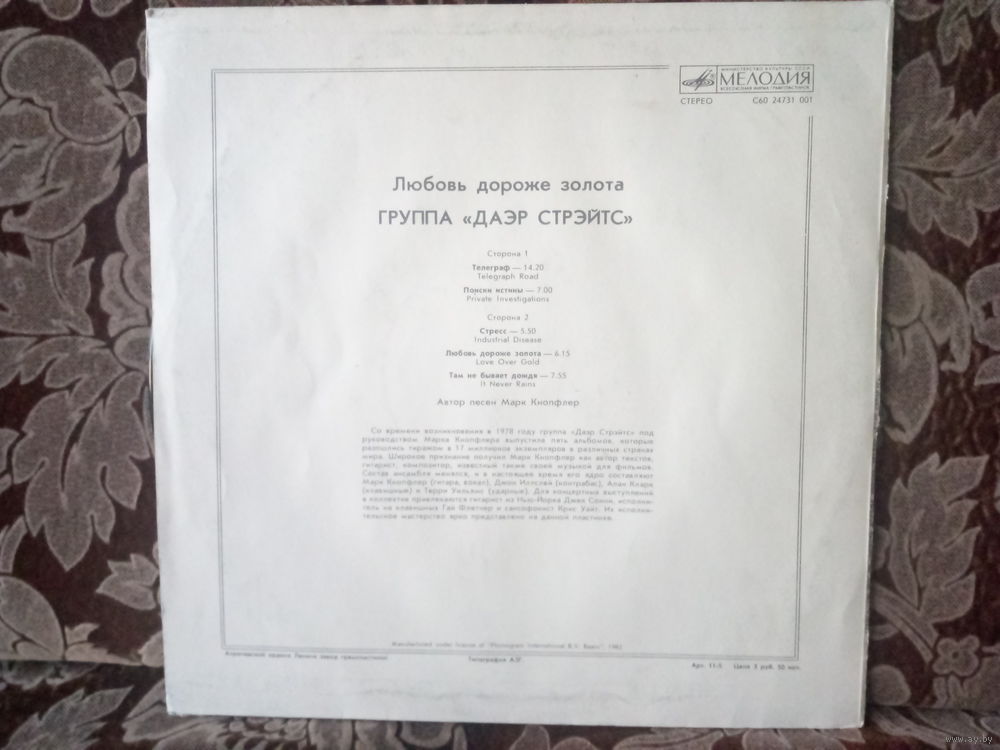 МИНИСТЕРСТВО КУЛЬТУРЫ СССР
МЕЛОДИЯ
ВСЕСОЮЗНАЯ ФИРМА ГРАМПЛАСТИНОК
СТЕРЕО С60 24731 001
Любовь дороже золота
ГРУППА «ДАЭР СТРЭЙТС»
Сторона 1
Телеграф — 14.20
Telegraph Road
Поиски истины — 7.00
Private Investigations
Сторона 2
Стресс — 5.50
Industrial Disease
Любовь дороже золота — 6.15
Love Over Gold
Там не бывает дождя — 7.55
It Never Rains
Автор песен Марк Кнопфлер
Со времени возникновения в 1978 году группа «Даэр Стрэйтс» под
руководством Марка Кнопфлера выпустила пять альбомов, которые
разошлись тиражом в 17 миллионов экземпляров в различных странах
мира. Широкое признание получил Марк Кнопфлер как автор текстов,
гитарист, композитор, известный также своей музыкой для фильмов.
Состав ансамбля менялся, и в настоящее время его ядро составляют
Марк Кнопфлер (гитара, вокал), Джон Иллслей (контрабас), Алан Кларк
(клавишные) и Терри Уильямс (ударные). Для концертных выступлений
в коллектив привлекаются гитарист из Нью-Йорка Джек Сонни, исполни-
тель на клавишных Гай Флетчер и саксофонист Крис Уайт. Их исполни-
тельское мастерство ярко представлено на данной пластинке.
Manufactured under licence of "Phonogram International B.V. Baarn", 1982
Апрелевский ордена Ленина завод грампластинок Типография АЗГ Арт. 11-5 Цена 3 руб. 50 коп.
www.ay.by